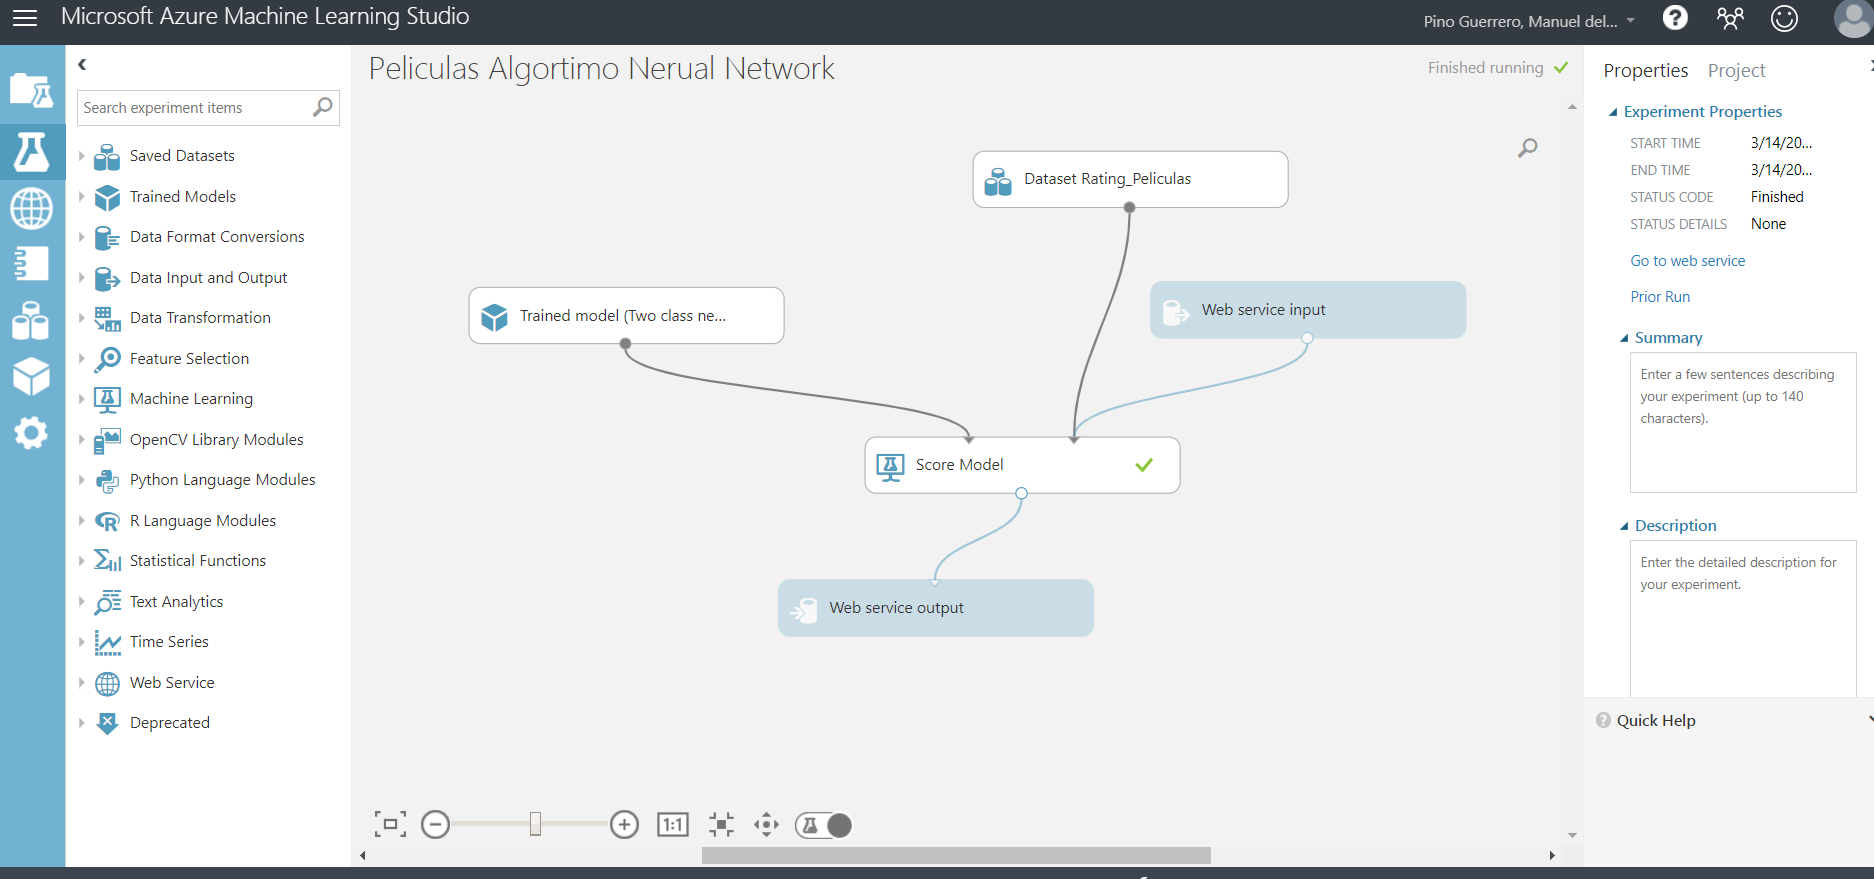 Microsoft Azure Machine Learning Studio
Pino Guerrero, Manuel del...
?
Search experiment items
Saved Datasets
Trained Models
Data Format Conversions
Data Input and Output
Data Transformation
Feature Selection
Machine Learning
OpenCV Library Modules
Python Language Modules
R Language Modules
Statistical Functions
Text Analytics
Time Series
Web Service
Deprecated
Peliculas Algortimo Nerual Network
Finished running
Dataset Rating_Peliculas
Trained model (Two class ne...
Web service input
Score Model
Web service output
1:1
Properties
Project
Experiment Properties
START TIME 3/14/20...
END TIME 3/14/20...
STATUS CODE Finished
STATUS DETAILS None
Go to web service
Prior Run
Summary
Enter a few sentences describing
your experiment (up to 140
characters).
Description
Enter the detailed description for
your experiment.
? Quick Help